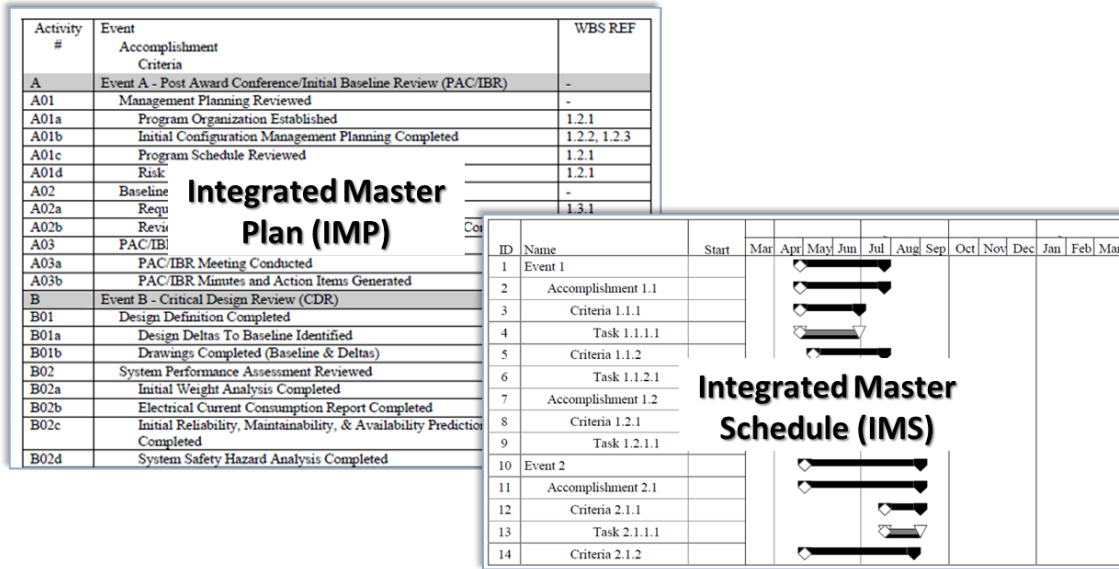 Activity # Event Accomplishment Criteria WBS REF
A Event A - Post Award Conference/Initial Baseline Review (PAC/IBR) -
A01 Management Planning Reviewed -
A01a Program Organization Established 1.2.1
A01b Initial Configuration Management Planning Completed 1.2.2, 1.2.3
A01c Program Schedule Reviewed 1.2.1
A01d Risk 1.2.1
A02 Baseline -
A02a 1.3.1
A02b
A03
A03a PAC/IBR Meeting Conducted
A03b PAC/IBR Minutes and Action Items Generated
B Event B - Critical Design Review (CDR)
B01 Design Definition Completed
B01a Design Deltas To Baseline Identified
B01b Drawings Completed (Baseline & Deltas)
B02 System Performance Assessment Reviewed
B02a Initial Weight Analysis Completed
B02b Electrical Current Consumption Report Completed
B02c Initial Reliability, Maintainability, & Availability
Completed
B02d System Safety Hazard Analysis Completed
Integrated Master
Plan (IMP)
ID Name Start Mar Apr May Jun Jul Aug Sep Oct Nov Dec Jan Feb Mar
1 Event 1
2 Accomplishment 1.1
3 Criteria 1.1.1
4 Task 1.1.1.1
5 Criteria 1.1.2
6 Task 1.1.2.1
7 Accomplishment 1.2
8 Criteria 1.2.1
9 Task 1.2.1.1
10 Event 2
11 Accomplishment 2.1
12 Criteria 2.1.1
13 Task 2.1.1.1
14 Criteria 2.1.2
Integrated Master
Schedule (IMS)